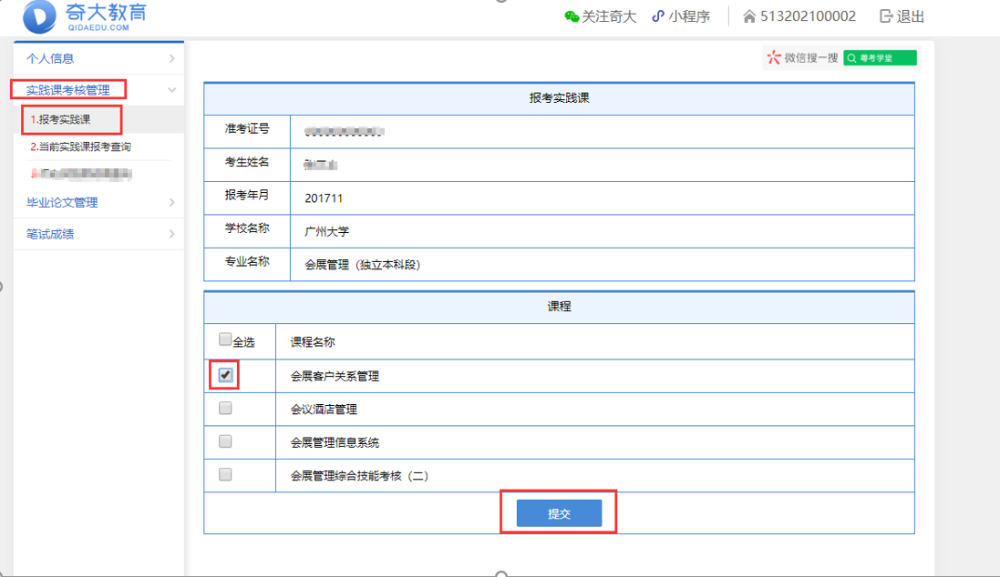 奇大教育
QIDAEDU.COM
关注奇大 小程序 513202100002 退出
微信搜一搜 粤考学堂
个人信息
实践课考核管理
1.报考实践课
2.当前实践课报考查询
毕业论文管理
笔试成绩
报考实践课
准考证号
考生姓名
报考年月 201711
学校名称 广州大学
专业名称 会展管理（独立本科段）
课程
全选 课程名称
会展客户关系管理
会议酒店管理
会展管理信息系统
会展管理综合技能考核（二）
提交